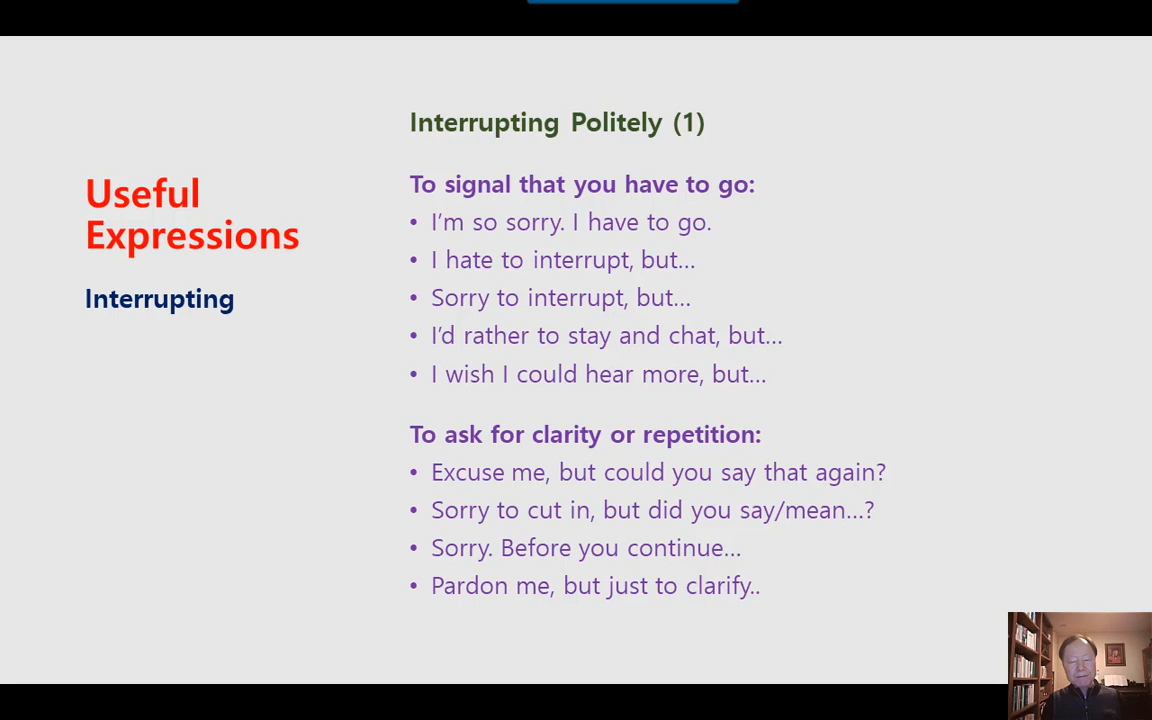 Interrupting Politely (1)
Useful
Expressions
Interrupting
To signal that you have to go:
• I’m so sorry. I have to go.
• I hate to interrupt, but…
• Sorry to interrupt, but…
• I’d rather to stay and chat, but…
• I wish I could hear more, but…
To ask for clarity or repetition:
• Excuse me, but could you say that again?
• Sorry to cut in, but did you say/mean…?
• Sorry. Before you continue…
• Pardon me, but just to clarify..